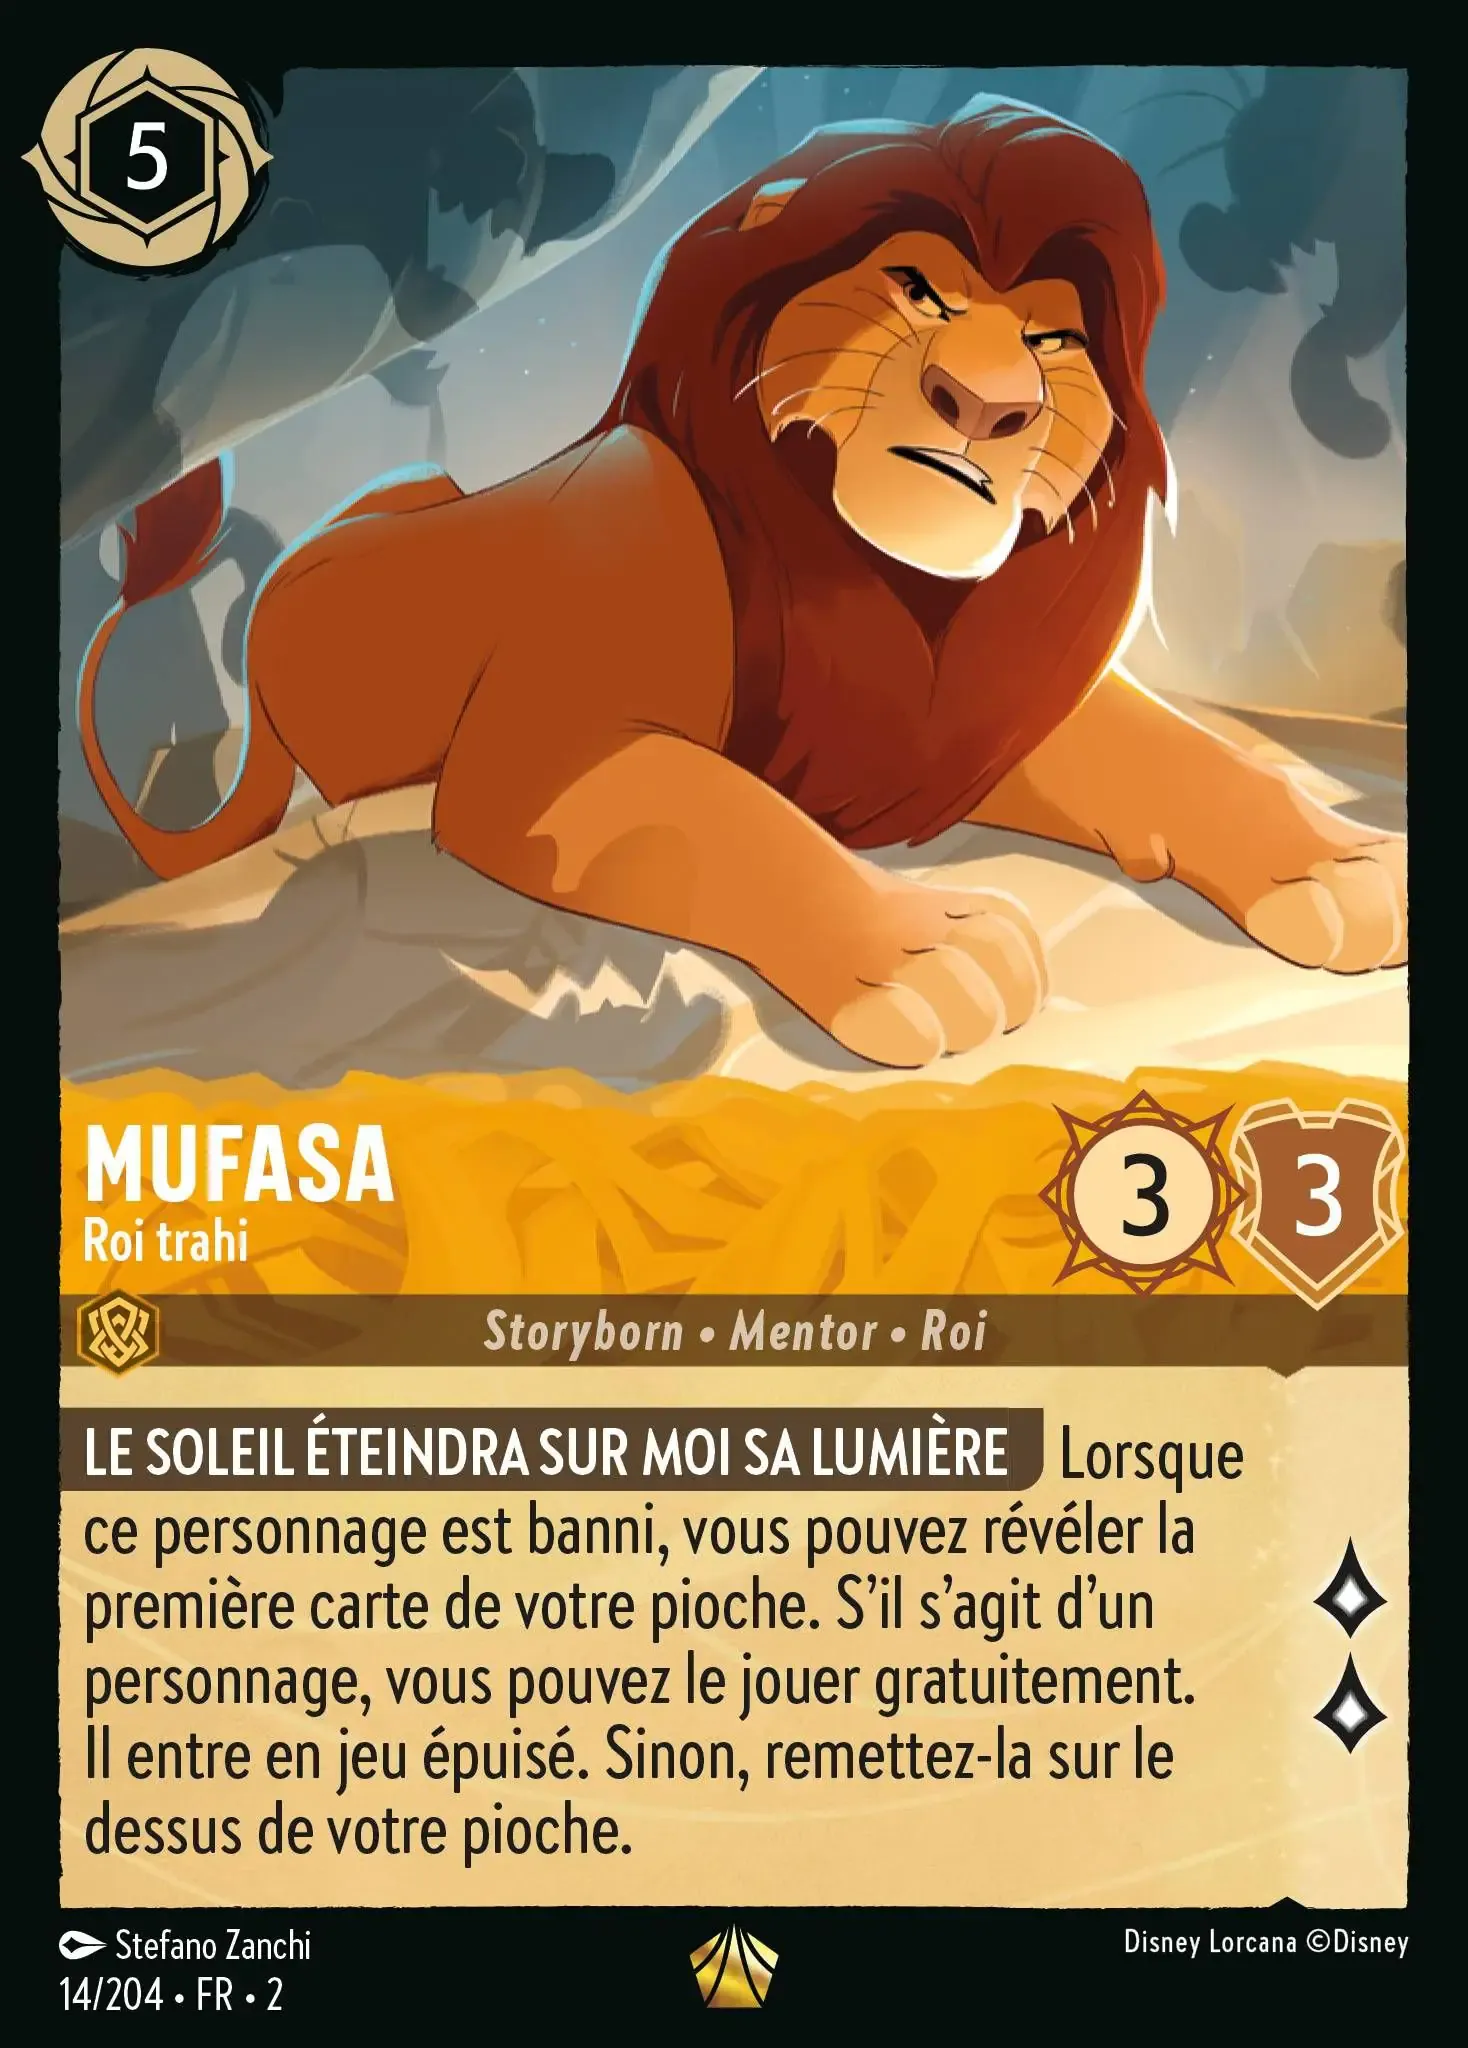 5
MUFASA
Roi trahi
3
3
Storyborn • Mentor • Roi
LE SOLEIL ÉTEINDRA SUR MOI SA LUMIÈRE Lorsque
ce personnage est banni, vous pouvez révéler la
première carte de votre pioche. S’il s’agit d’un
personnage, vous pouvez le jouer gratuitement.
Il entre en jeu épuisé. Sinon, remettez-la sur le
dessus de votre pioche.
Stefano Zanchi
14/204 • FR • 2
Disney Lorcana ©Disney